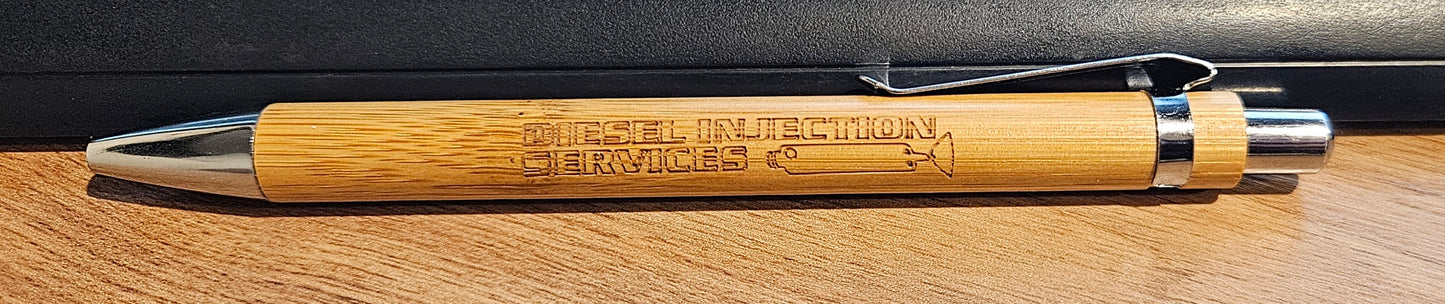 DIESEL INJECTION
SERVICES